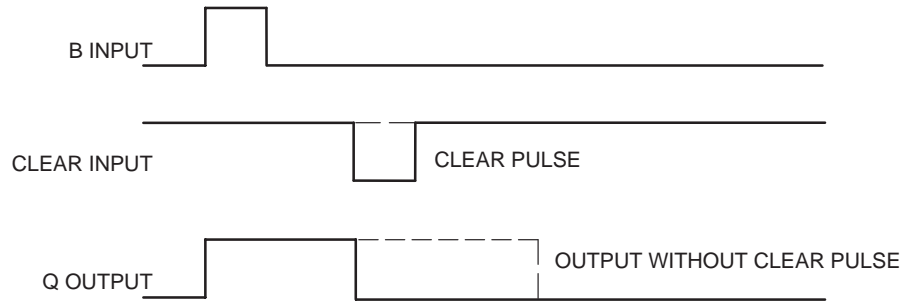 B INPUT
CLEAR INPUT
CLEAR PULSE
OUTPUT WITHOUT CLEAR PULSE
Q OUTPUT